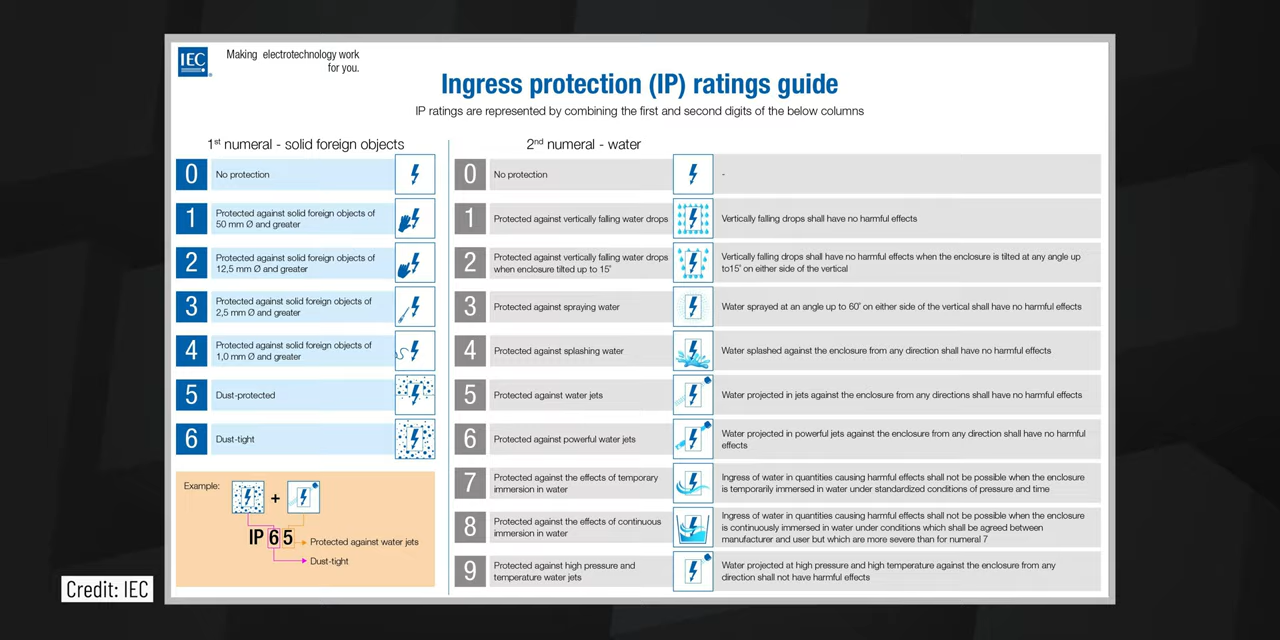 IEC
Making electrotechnology work
for you.
Ingress protection (IP) ratings guide
IP ratings are represented by combining the first and second digits of the below columns
1st numeral - solid foreign objects
0
No protection
1
Protected against solid foreign objects of
50 mm Ø and greater
2
Protected against solid foreign objects of
12,5 mm Ø and greater
3
Protected against solid foreign objects of
2,5 mm Ø and greater
4
Protected against solid foreign objects of
1,0 mm Ø and greater
5
Dust-protected
6
Dust-tight
Example:
+
IP 6 5
Protected against water jets
Dust-tight
2nd numeral - water
0
No protection
-
1
Protected against vertically falling water drops
Vertically falling drops shall have no harmful effects
2
Protected against vertically falling water drops
when enclosure tilted up to 15°
Vertically falling drops shall have no harmful effects when the enclosure is tilted at any angle up
to15° on either side of the vertical
3
Protected against spraying water
Water sprayed at an angle up to 60° on either side of the vertical shall have no harmful effects
4
Protected against splashing water
Water splashed against the enclosure from any direction shall have no harmful effects
5
Protected against water jets
Water projected in jets against the enclosure from any directions shall have no harmful effects
6
Protected against powerful water jets
Water projected in powerful jets against the enclosure from any direction shall have no harmful
effects
7
Protected against the effects of temporary
immersion in water
Ingress of water in quantities causing harmful effects shall not be possible when the enclosure
is temporarily immersed in water under standardized conditions of pressure and time
8
Protected against the effects of continuous
immersion in water
Ingress of water in quantities causing harmful effects shall not be possible when the enclosure
is continuously immersed in water under conditions which shall be agreed between
manufacturer and user but which are more severe than for numeral 7
9
Protected against high pressure and
temperature water jets
Water projected at high pressure and high temperature against the enclosure from any
direction shall not have harmful effects
Credit: IEC